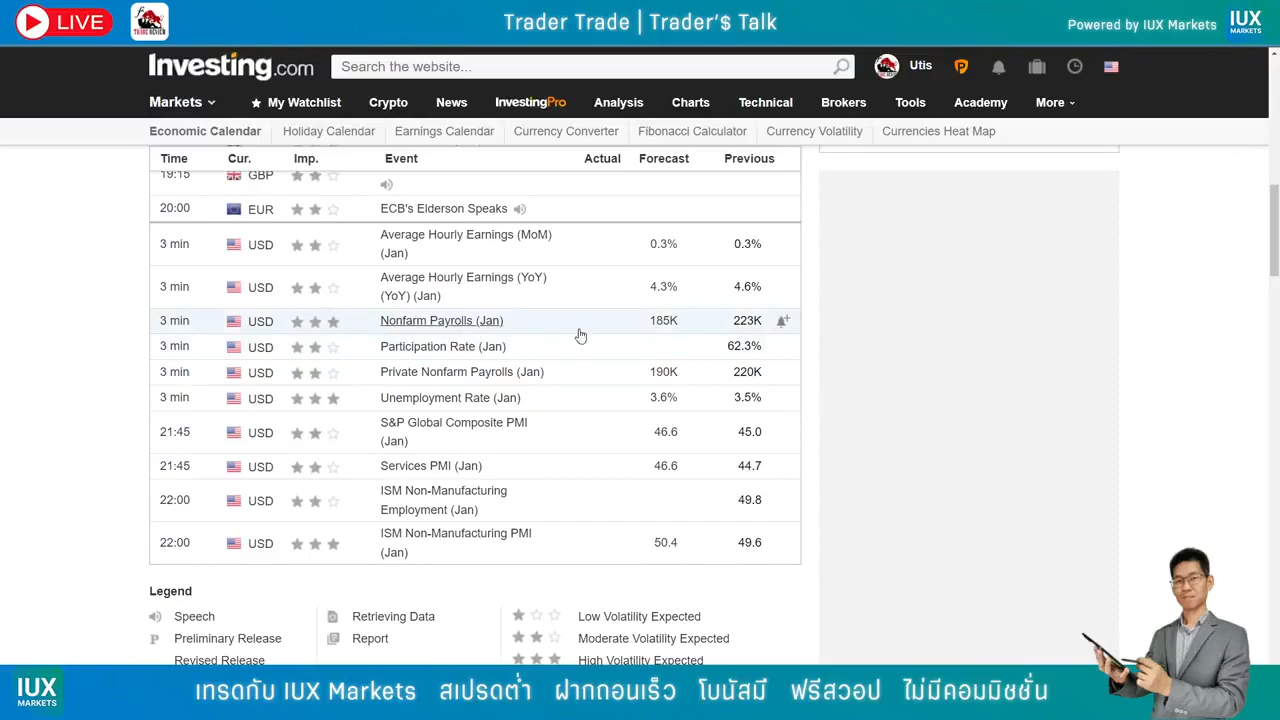 LIVE
TRADE REVIEW
Trader Trade | Trader'$ Talk
Powered by IUX Markets
IUX
MARKETS
Investing.com
Search the website...
Utis
Markets
My Watchlist
Crypto
News
InvestingPro
Analysis
Charts
Technical
Brokers
Tools
Academy
More
Economic Calendar
Holiday Calendar
Earnings Calendar
Currency Converter
Fibonacci Calculator
Currency Volatility
Currencies Heat Map
Time Cur. Imp. Event Actual Forecast Previous
19:15 GBP
20:00 EUR ECB's Elderson Speaks
3 min USD Average Hourly Earnings (MoM) 0.3% 0.3%
(Jan)
3 min USD Average Hourly Earnings (YoY) 4.3% 4.6%
(YoY) (Jan)
3 min USD Nonfarm Payrolls (Jan) 185K 223K
3 min USD Participation Rate (Jan) 62.3%
3 min USD Private Nonfarm Payrolls (Jan) 190K 220K
3 min USD Unemployment Rate (Jan) 3.6% 3.5%
21:45 USD S&P Global Composite PMI 46.6 45.0
(Jan)
21:45 USD Services PMI (Jan) 46.6 44.7
22:00 USD ISM Non-Manufacturing 49.8
Employment (Jan)
22:00 USD ISM Non-Manufacturing PMI 50.4 49.6
(Jan)
Legend
Speech Retrieving Data Low Volatility Expected
P Preliminary Release Report Moderate Volatility Expected
Revised Release High Volatility Expected
IUX
MARKETS
เทรดกับ IUX Markets สเปรดต่ำ ฝากถอนเร็ว โบนัสมี ฟรีสวอป ไม่มีคอมมิชชั่น